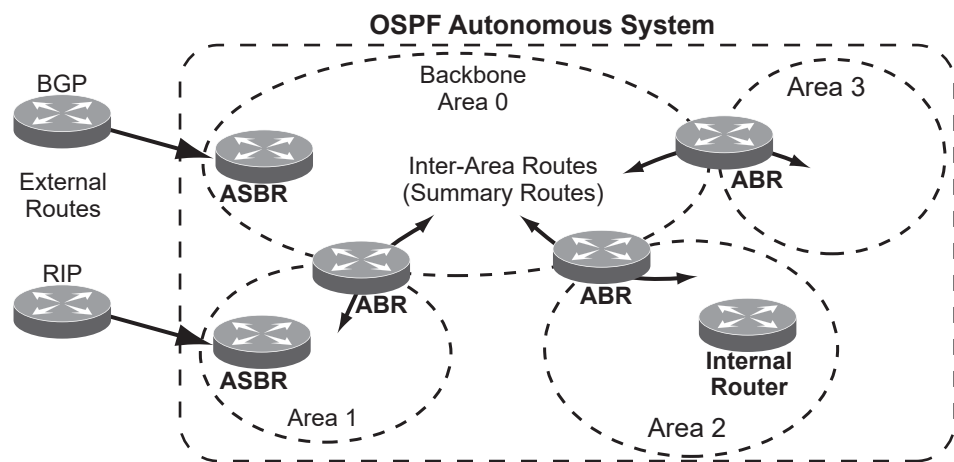 OSPF Autonomous System
BGP
Backbone
Area 0
Area 3
External
Routes
ASBR
Inter-Area Routes
(Summary Routes)
ABR
RIP
ABR
ABR
ASBR
Internal
Router
Area 1
Area 2